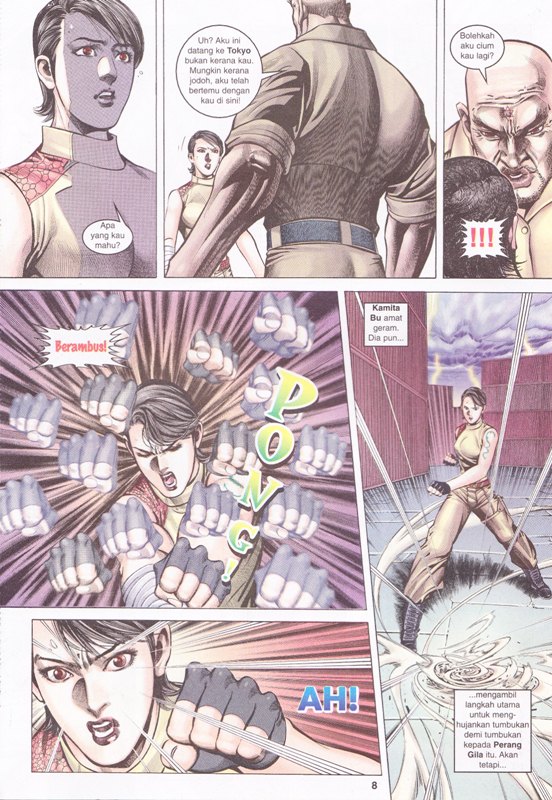 Apa
yang kau
mahu?
Uh? Aku ini
datang ke Tokyo
bukan kerana kau.
Mungkin kerana
jodoh, aku telah
bertemu dengan
kau di sini!
Bolehkah
aku cium
kau lagi?
!!!
Berambus!
PONG!
Kamita
Bu amat
geram.
Dia pun...
...mengambil
langkah utama
untuk meng-
hujankan tumbukan
demi tumbukan
kepada Perang
Gila itu. Akan
tetapi...
AH!
8